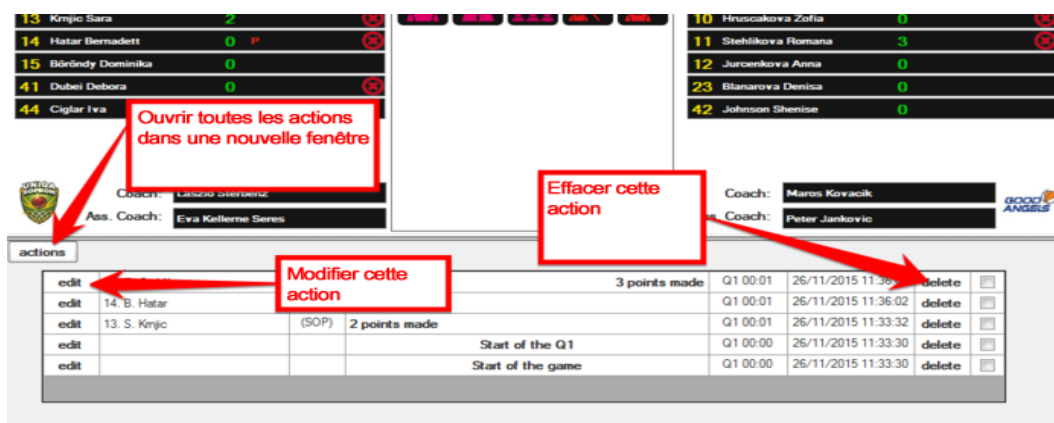 13 Krnjic Sara 2
14 Hatar Bernadett 0 P
15 Böröndy Dominika 0
41 Dubei Debora 0
44 Ciglar Iva
10 Hruscakova Zofia 0
11 Stehlikova Romana 3
12 Jurcenkova Anna 0
23 Blanarova Denisa 0
42 Johnson Shenise 0
Ouvrir toutes les actions
dans une nouvelle fenêtre
Effacer cette
action
UNIQA
SOPRON
Coach: Laszlo Sterbenz
Ass. Coach: Eva Kellerne Seres
Coach: Maros Kovacik
Coach: Peter Jankovic
GOOD
ANGELS
actions
Modifier cette
action
edit 3 points made Q1 00:01 26/11/2015 11:36 delete
edit 14. B. Hatar Q1 00:01 26/11/2015 11:36:02 delete
edit 13. S. Krnjic (SOP) 2 points made Q1 00:01 26/11/2015 11:33:32 delete
edit Start of the Q1 Q1 00:00 26/11/2015 11:33:30 delete
edit Start of the game Q1 00:00 26/11/2015 11:33:30 delete